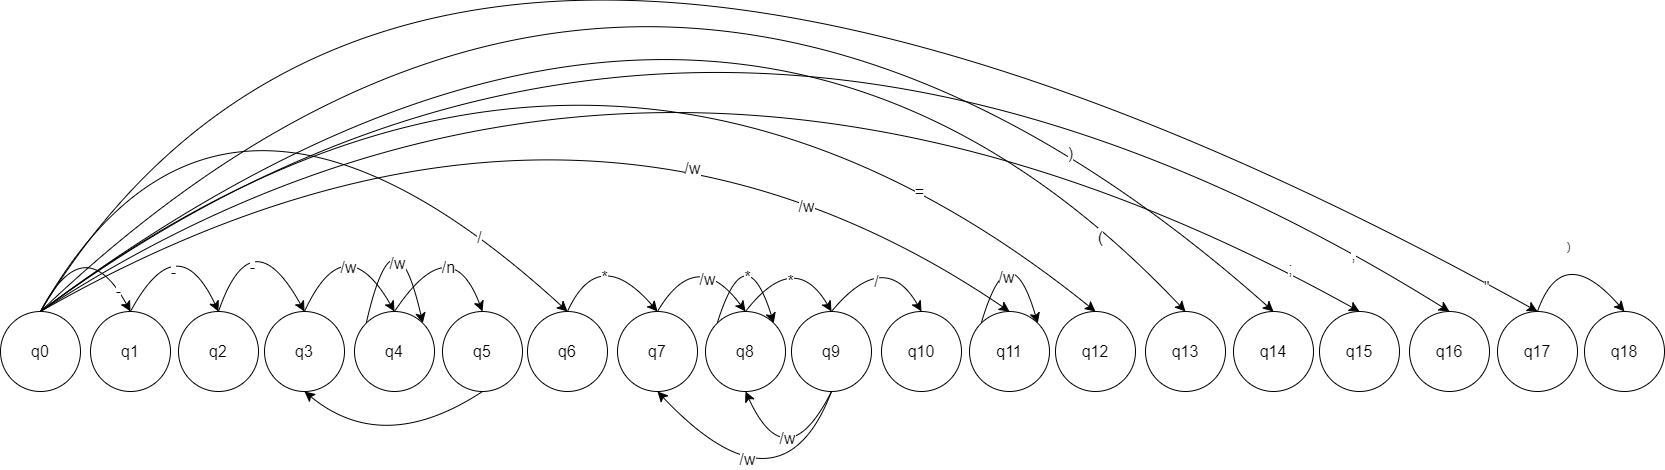 )
/w
=
/w
(
/
)
;
,
"
-
-
-
/w
/w
/n
*
/w
*
*
/
/w
q0 q1 q2 q3 q4 q5 q6 q7 q8 q9 q10 q11 q12 q13 q14 q15 q16 q17 q18
/w
/w